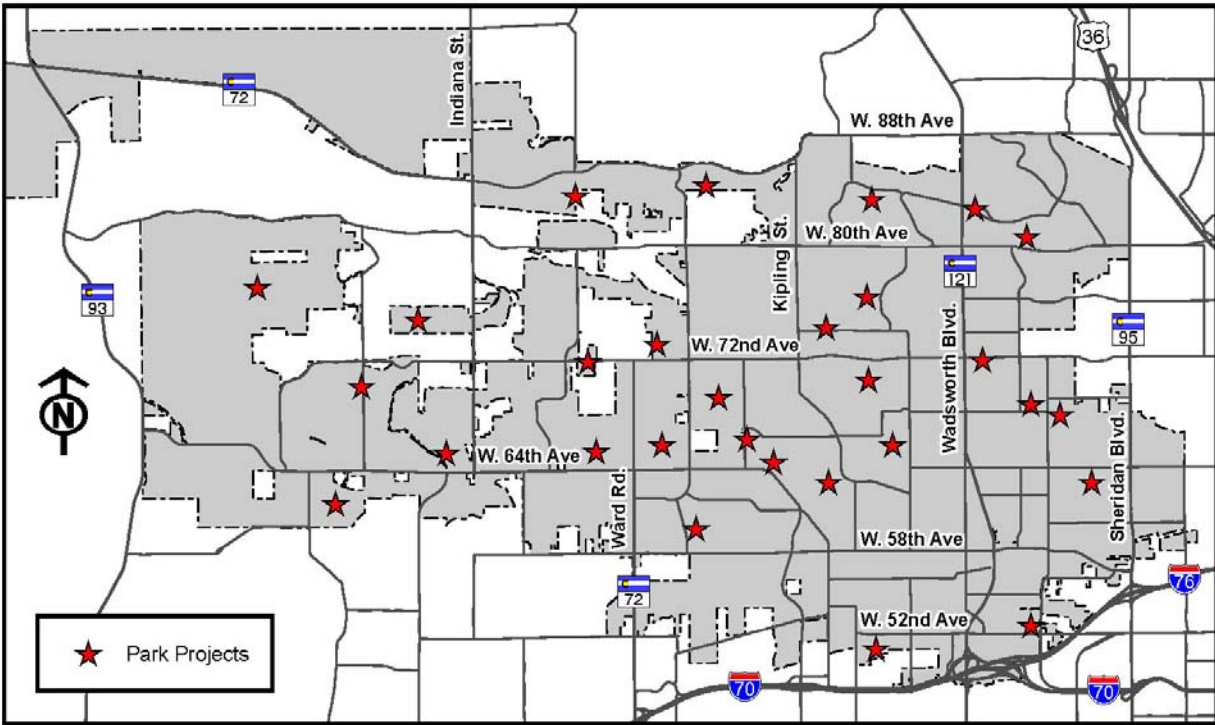 36
Indiana St.
72
W. 88th Ave
Kipling St.
W. 80th Ave
121
93
Wadsworth Blvd.
95
W. 72nd Ave
N
Sheridan Blvd.
W. 64th Ave
Ward Rd.
W. 58th Ave
76
72
W. 52nd Ave
Park Projects
70
70